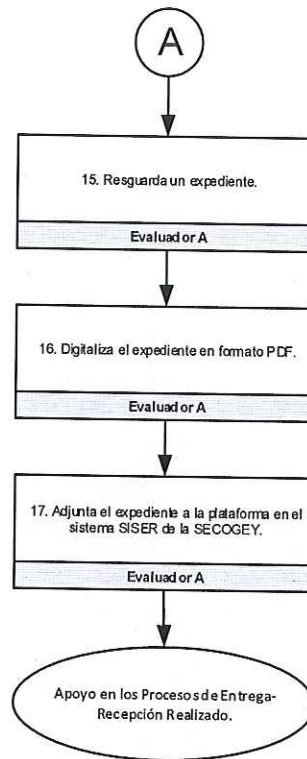 A
15. Resguarda un expediente.
Evaluador A
16. Digitaliza el expediente en formato PDF.
Evaluador A
17. Adjunta el expediente a la plataforma en el
sistema SISER de la SECOGEY.
Evaluador A
Apoyo en los Procesos de Entrega-
Recepción Realizado.